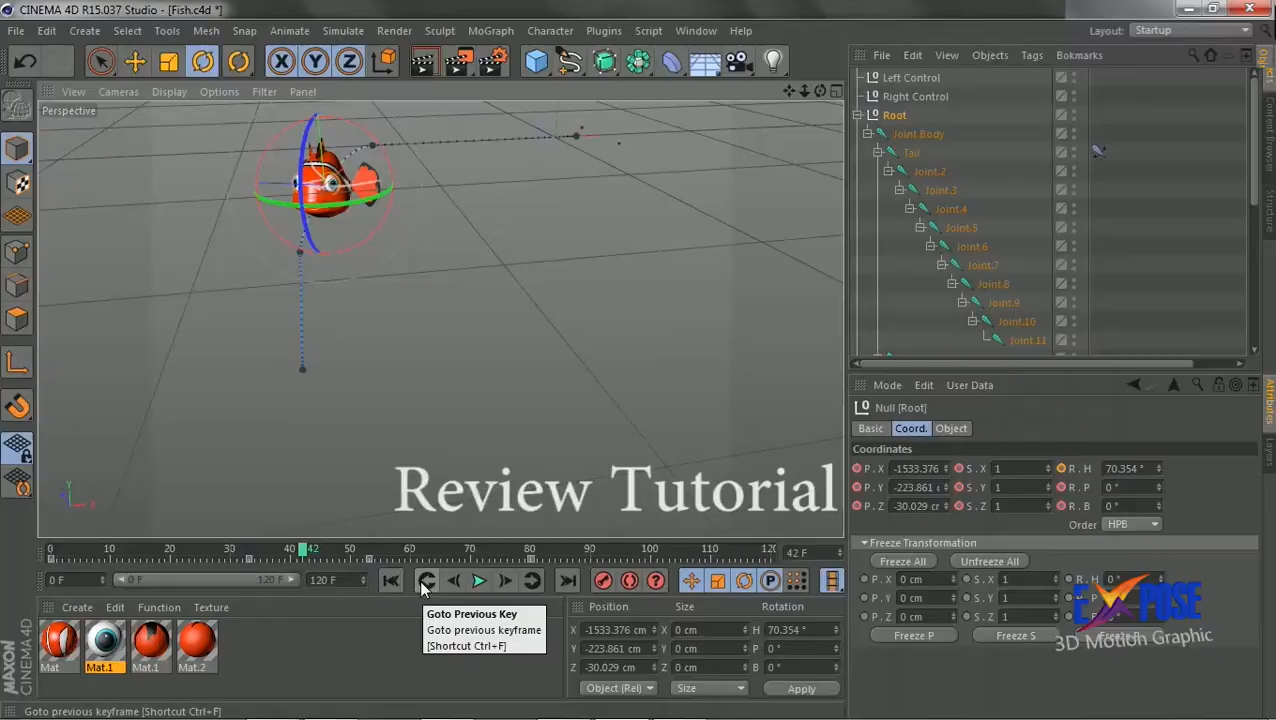 CINEMA 4D R15.037 Studio - [Fish.c4d *]
File Edit Create Select Tools Mesh Snap Animate Simulate Render Sculpt MoGraph Character Plugins Script Window Help
Layout: Startup
X Y Z
File Edit View Objects Tags Bookmarks
View Cameras Display Options Filter Panel
Perspective
Left Control
Right Control
Root
Joint Body
Tail
Joint.2
Joint.3
Joint.4
Joint.5
Joint.6
Joint.7
Joint.8
Joint.9
Joint.10
Joint.11
Content Browser
Structure
Attributes
Layers
Mode Edit User Data
Null [Root]
Basic Coord. Object
Coordinates
P . X -1533.376 S . X 1 R . H 70.354 °
P . Y -223.861 S . Y 1 R . P 0 °
P . Z -30.029 cm S . Z 1 R . B 0 °
Order HPB
Freeze Transformation
Freeze All Unfreeze All
P . X 0 cm S . X 1 R . H 0 °
P . Y 0 cm S . Y 1
P . Z 0 cm S . Z 1
Freeze P Freeze S
EXPOSE
3D Motion Graphic
Review Tutorial
Y
X
0 10 20 30 40 42 50 60 70 80 90 100 110 120
42 F
0 F 0 F 120 F 120 F
P
Goto Previous Key
Goto previous keyframe
[Shortcut Ctrl+F]
Create Edit Function Texture
Mat Mat.1 Mat.1 Mat.2
Position Size Rotation
X -1533.376 cm X 0 cm H 70.354 °
Y -223.861 cm Y 0 cm P 0 °
Z -30.029 cm Z 0 cm B 0 °
Object (Rel) Size Apply
MAXON
CINEMA 4D
Goto previous keyframe [Shortcut Ctrl+F]